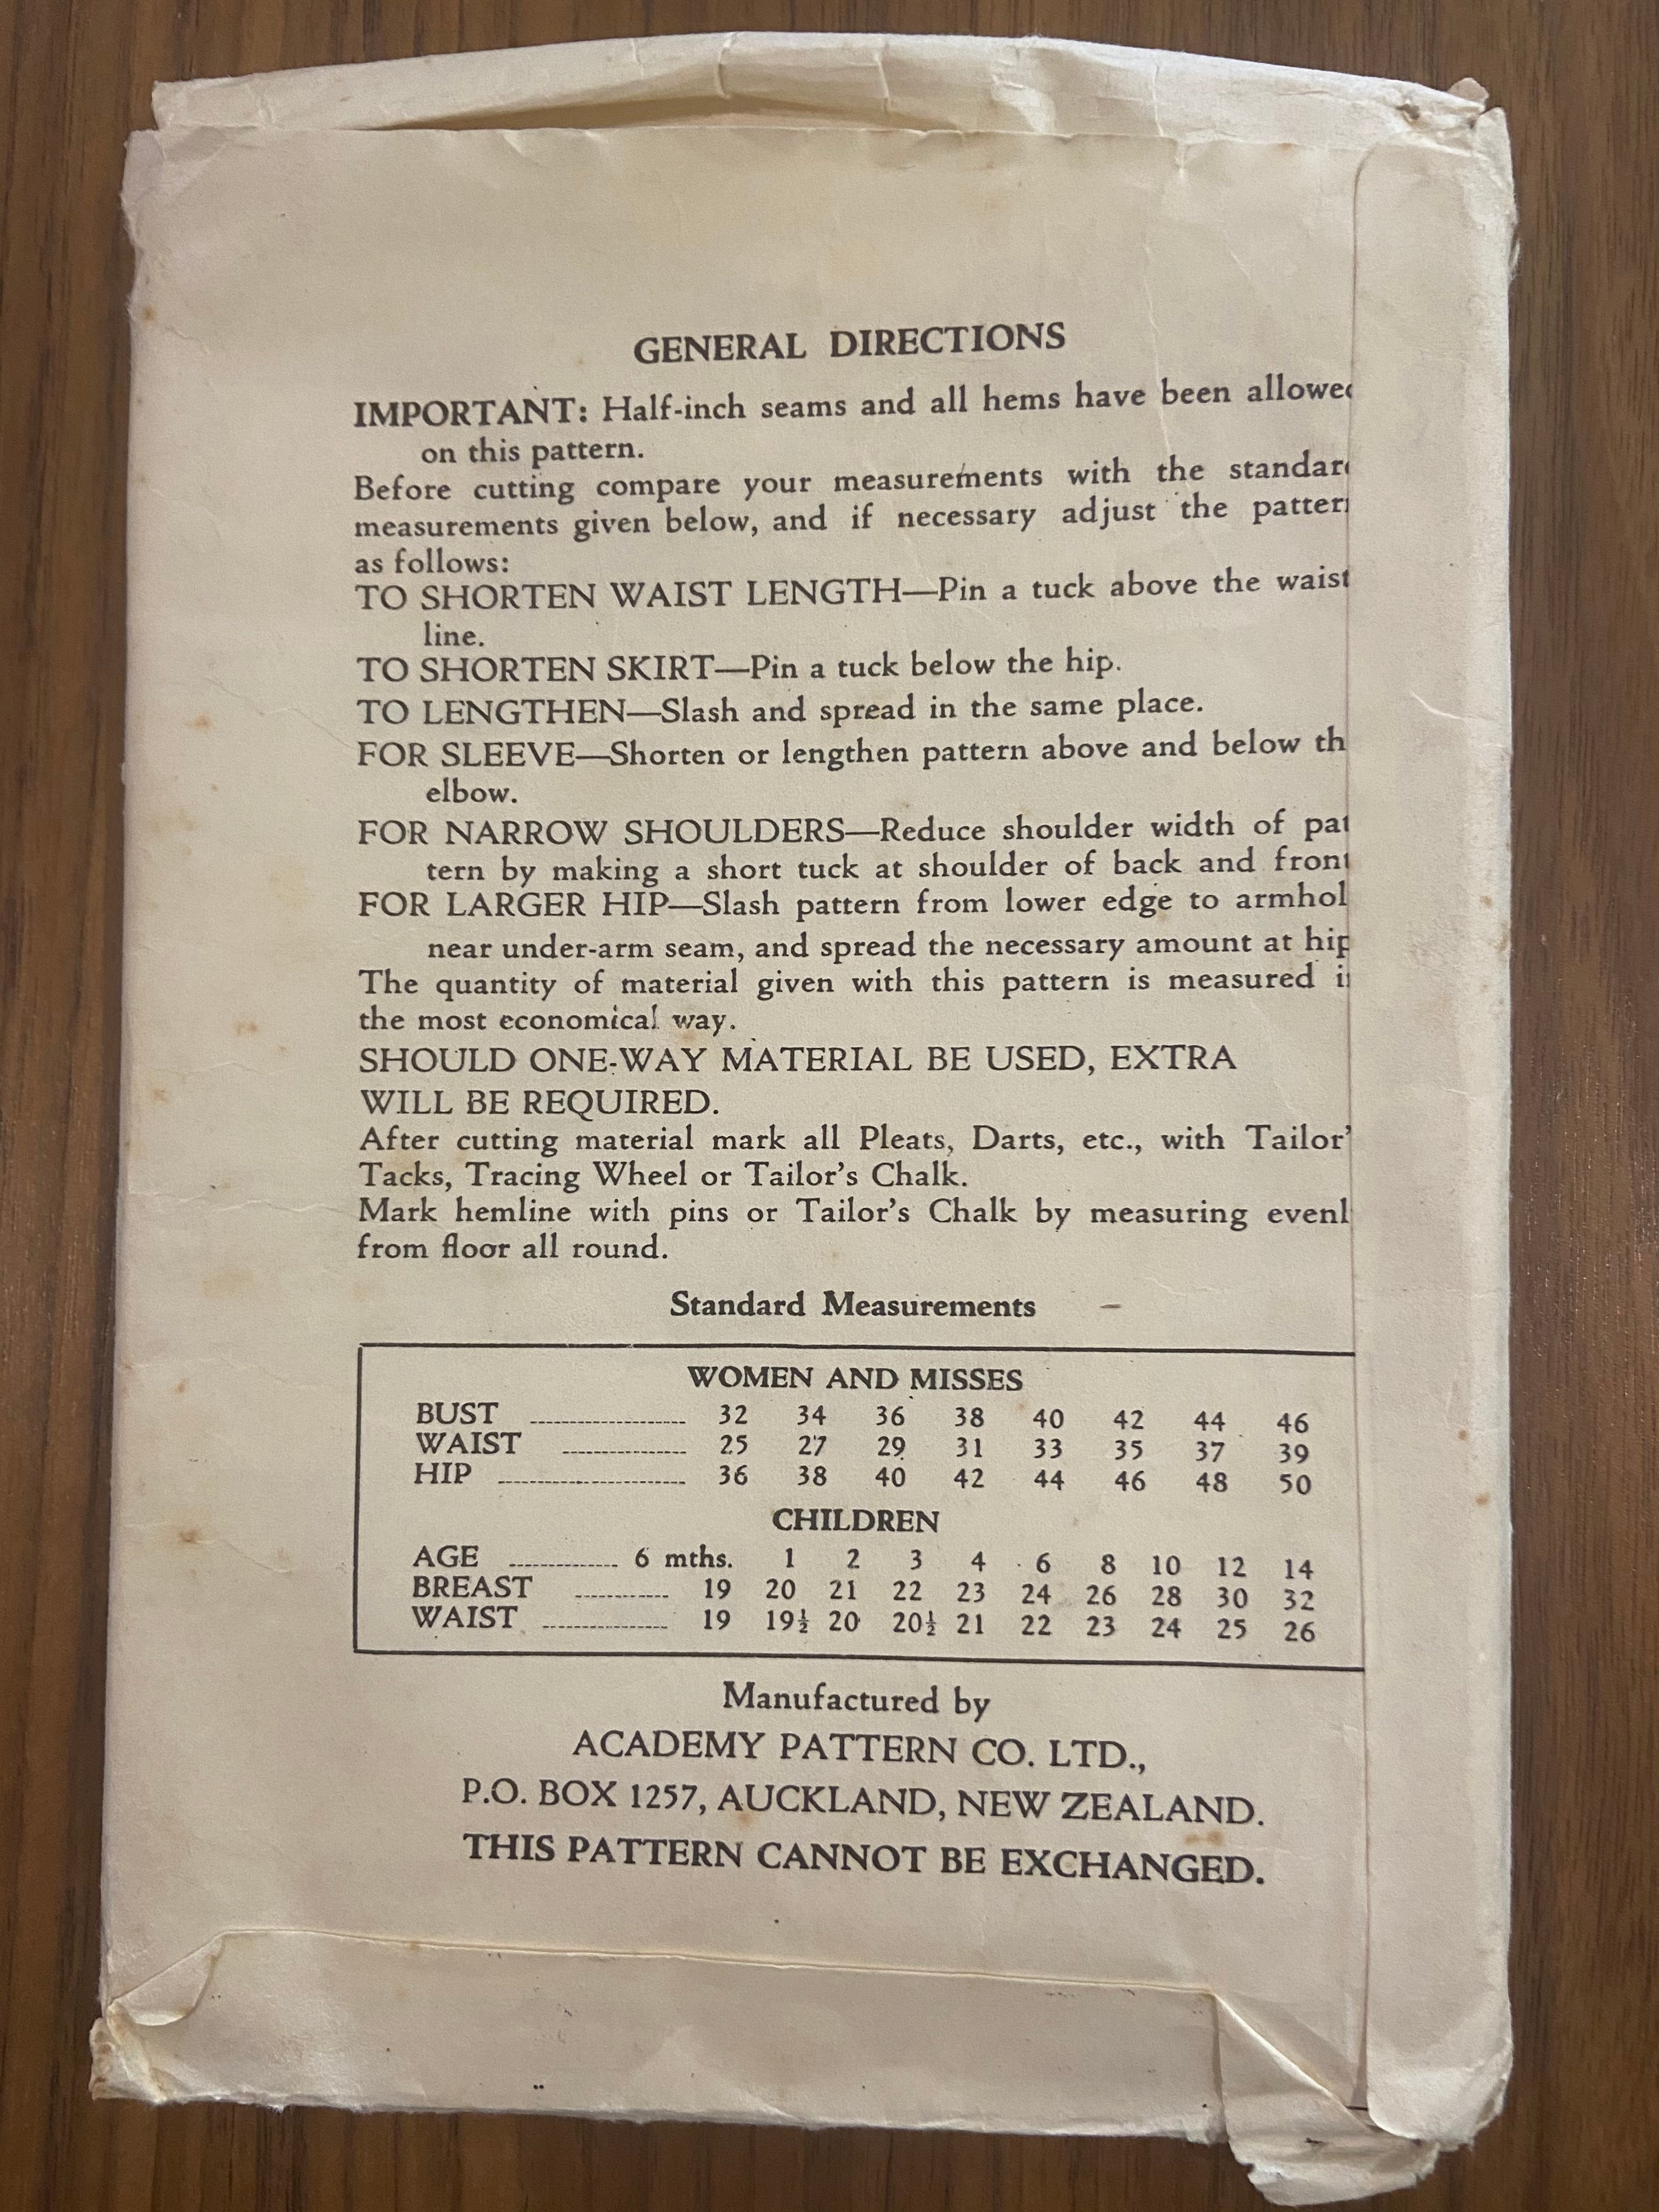 GENERAL DIRECTIONS
IMPORTANT: Half-inch seams and all hems have been allowed
on this pattern.
Before cutting compare your measurements with the standard
measurements given below, and if necessary adjust the pattern
as follows:
TO SHORTEN WAIST LENGTH—Pin a tuck above the waist
line.
TO SHORTEN SKIRT—Pin a tuck below the hip.
TO LENGTHEN—Slash and spread in the same place.
FOR SLEEVE—Shorten or lengthen pattern above and below th
elbow.
FOR NARROW SHOULDERS—Reduce shoulder width of pat
tern by making a short tuck at shoulder of back and front
FOR LARGER HIP—Slash pattern from lower edge to armhol
near under-arm seam, and spread the necessary amount at hip
The quantity of material given with this pattern is measured in
the most economical way.
SHOULD ONE-WAY MATERIAL BE USED, EXTRA
WILL BE REQUIRED.
After cutting material mark all Pleats, Darts, etc., with Tailor'
Tacks, Tracing Wheel or Tailor's Chalk.
Mark hemline with pins or Tailor's Chalk by measuring evenl
from floor all round.
Standard Measurements
WOMEN AND MISSES
BUST 32 34 36 38 40 42 44 46
WAIST 25 27 29 31 33 35 37 39
HIP 36 38 40 42 44 46 48 50
CHILDREN
AGE 6 mths. 1 2 3 4 6 8 10 12 14
BREAST 19 20 21 22 23 24 26 28 30 32
WAIST 19 19½ 20 20½ 21 22 23 24 25 26
Manufactured by
ACADEMY PATTERN CO. LTD.,
P.O. BOX 1257, AUCKLAND, NEW ZEALAND.
THIS PATTERN CANNOT BE EXCHANGED.